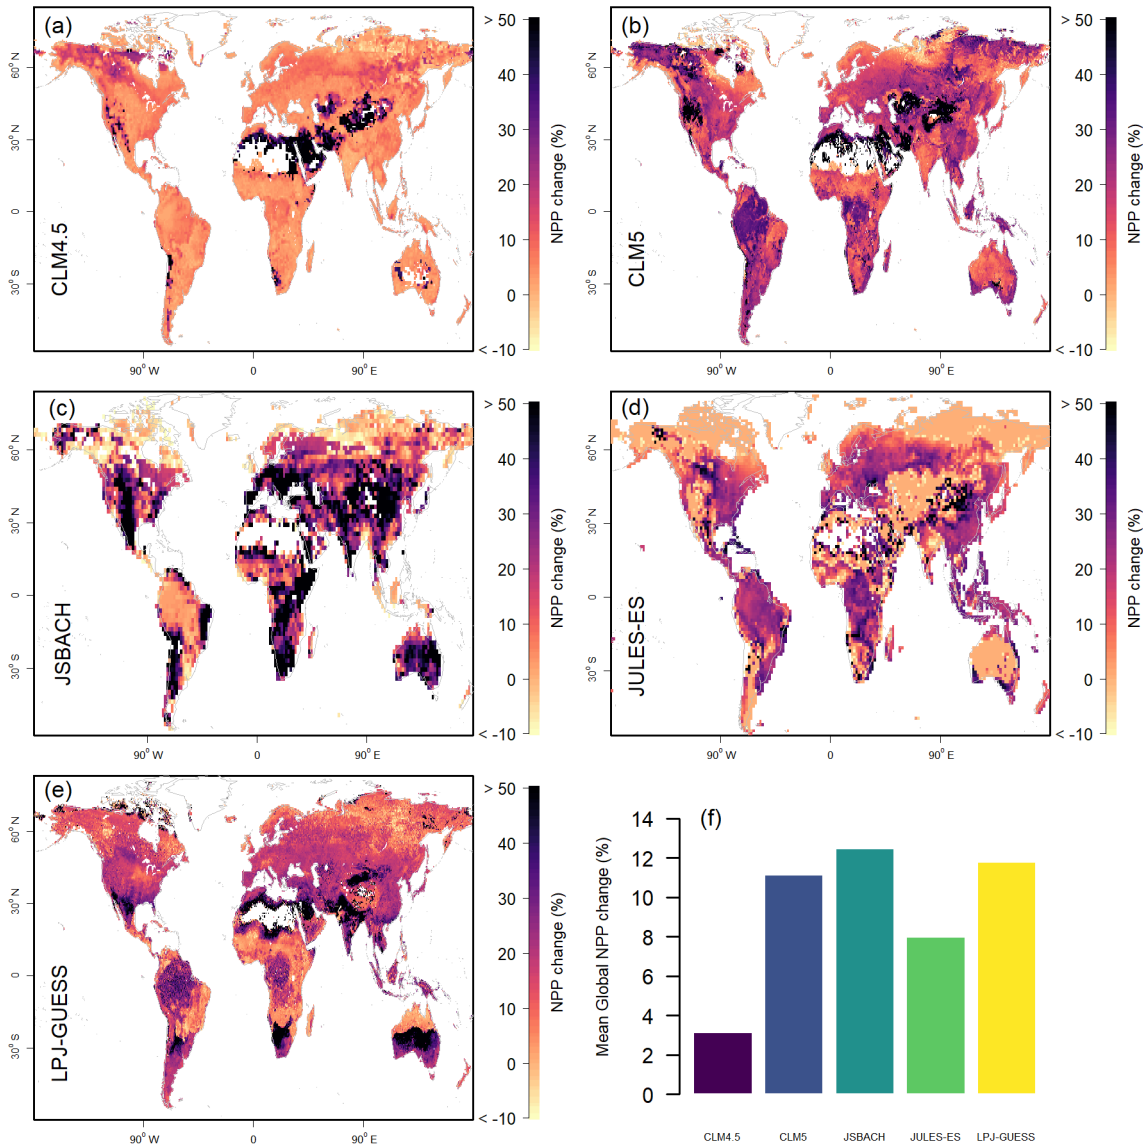 (a)
CLM4.5
60° N
30° N
0
30° S
90° W
0
90° E
> 50
40
30
20
10
0
< -10
NPP change (%)
(b)
CLM5
60° N
30° N
0
30° S
90° W
0
90° E
> 50
40
30
20
10
0
< -10
NPP change (%)
(c)
JSBACH
60° N
30° N
0
30° S
90° W
0
90° E
> 50
40
30
20
10
0
< -10
NPP change (%)
(d)
JULES-ES
60° N
30° N
0
30° S
90° W
0
90° E
> 50
40
30
20
10
0
< -10
NPP change (%)
(e)
LPJ-GUESS
60° N
30° N
0
30° S
90° W
0
90° E
> 50
40
30
20
10
0
< -10
NPP change (%)
(f)
Mean Global NPP change (%)
14
12
10
8
6
4
2
0
CLM4.5
CLM5
JSBACH
JULES-ES
LPJ-GUESS